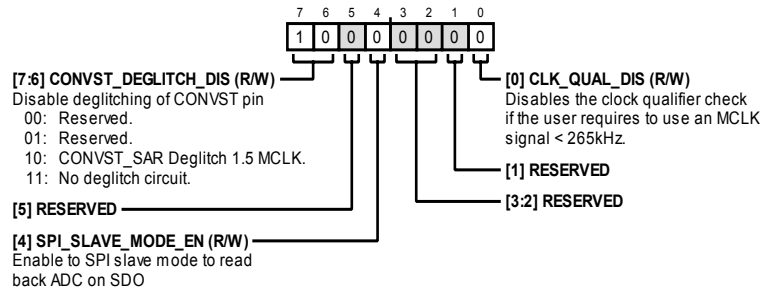 7 6 5 4 3 2 1 0
1 0 0 0 0 0 0 0
[7:6] CONVST_DEGLITCH_DIS (R/W)
Disable deglitching of CONVST pin
00: Reserved.
01: Reserved.
10: CONVST_SAR Deglitch 1.5 MCLK.
11: No deglitch circuit.
[5] RESERVED
[4] SPI_SLAVE_MODE_EN (R/W)
Enable to SPI slave mode to read
back ADC on SDO
[0] CLK_QUAL_DIS (R/W)
Disables the clock qualifier check
if the user requires to use an MCLK
signal < 265kHz.
[1] RESERVED
[3:2] RESERVED